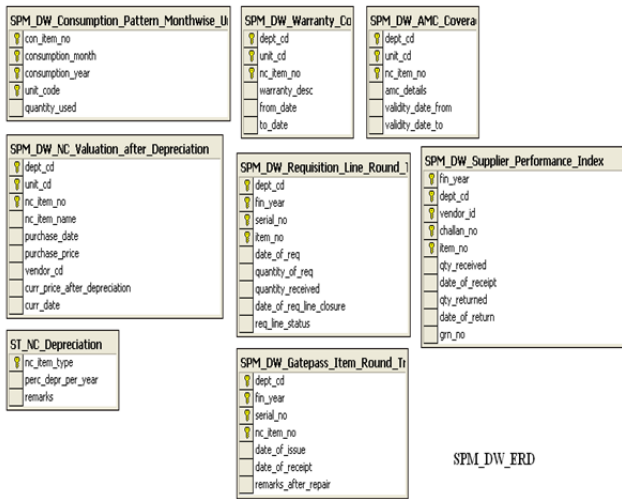 SPM_DW_Consumption_Pattern_Monthwise_U
con_item_no
consumption_month
consumption_year
unit_code
quantity_used
SPM_DW_Warranty_Co
dept_cd
unit_cd
nc_item_no
warranty_desc
from_date
to_date
SPM_DW_AMC_Covera
dept_cd
unit_cd
nc_item_no
amc_details
validity_date_from
validity_date_to
SPM_DW_NC_Valuation_after_Depreciation
dept_cd
unit_cd
nc_item_no
nc_item_name
purchase_date
purchase_price
vendor_cd
curr_price_after_depreciation
curr_date
SPM_DW_Requisition_Line_Round_T
dept_cd
fin_year
serial_no
item_no
date_of_req
quantity_of_req
quantity_received
date_of_req_line_closure
req_line_status
SPM_DW_Supplier_Performance_Index
fin_year
dept_cd
vendor_id
challan_no
item_no
qty_received
date_of_receipt
qty_returned
date_of_return
grn_no
ST_NC_Depreciation
nc_item_type
perc_depr_per_year
remarks
SPM_DW_Gatepass_Item_Round_Tr
dept_cd
fin_year
serial_no
nc_item_no
date_of_issue
date_of_receipt
remarks_after_repair
SPM_DW_ERD